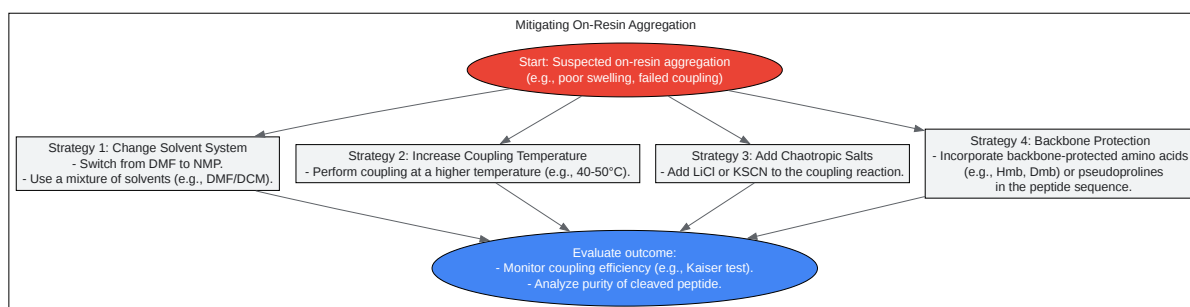 Mitigating On-Resin Aggregation
Start: Suspected on-resin aggregation
(e.g., poor swelling, failed coupling)
Strategy 1: Change Solvent System
- Switch from DMF to NMP.
- Use a mixture of solvents (e.g., DMF/DCM).
Strategy 2: Increase Coupling Temperature
- Perform coupling at a higher temperature (e.g., 40-50°C).
Strategy 3: Add Chaotropic Salts
- Add LiCl or KSCN to the coupling reaction.
Strategy 4: Backbone Protection
- Incorporate backbone-protected amino acids
(e.g., Hmb, Dmb) or pseudoprolines
in the peptide sequence.
Evaluate outcome:
- Monitor coupling efficiency (e.g., Kaiser test).
- Analyze purity of cleaved peptide.